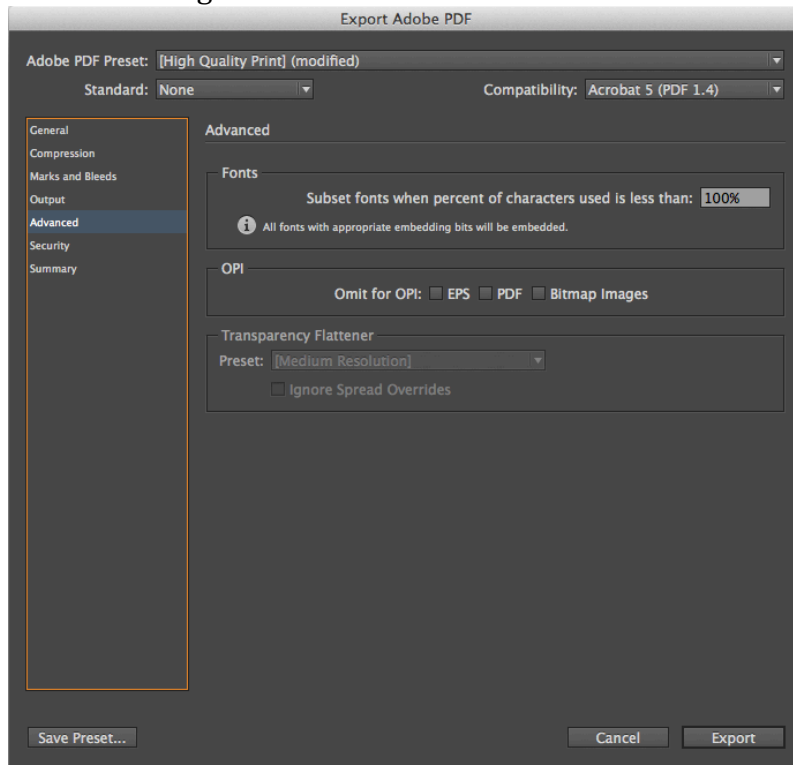 Export Adobe PDF
Adobe PDF Preset: [High Quality Print] (modified)
Standard: None Compatibility: Acrobat 5 (PDF 1.4)
General
Compression
Marks and Bleeds
Output
Advanced
Security
Summary
Advanced
Fonts
Subset fonts when percent of characters used is less than: 100%
All fonts with appropriate embedding bits will be embedded.
OPI
Omit for OPI: EPS PDF Bitmap Images
Transparency Flattener
Preset: [Medium Resolution]
Ignore Spread Overrides
Save Preset... Cancel Export